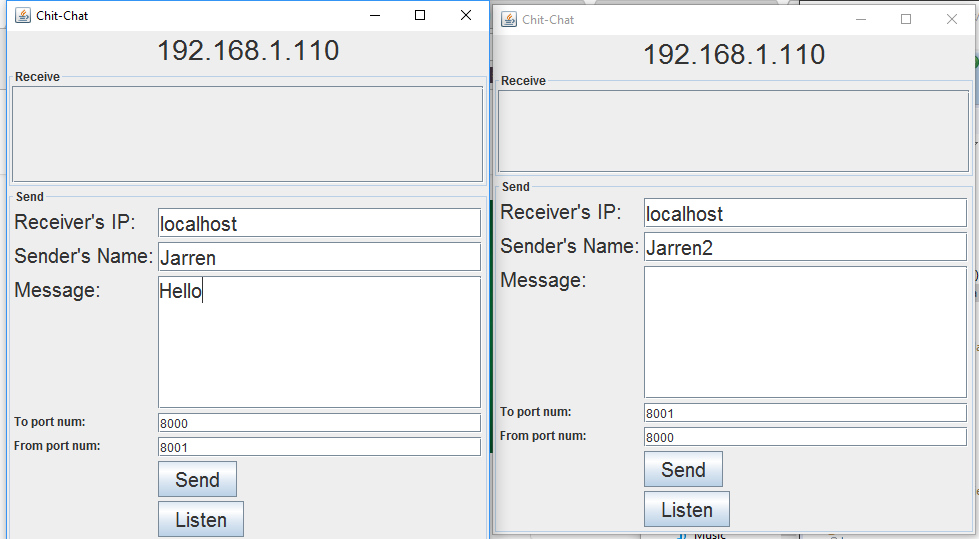 Chit-Chat
192.168.1.110
Receive
Send
Receiver's IP: localhost
Sender's Name: Jarren
Message: Hello
To port num: 8000
From port num: 8001
Send
Listen
Chit-Chat
192.168.1.110
Receive
Send
Receiver's IP: localhost
Sender's Name: Jarren2
Message:
To port num: 8001
From port num: 8000
Send
Listen
Music